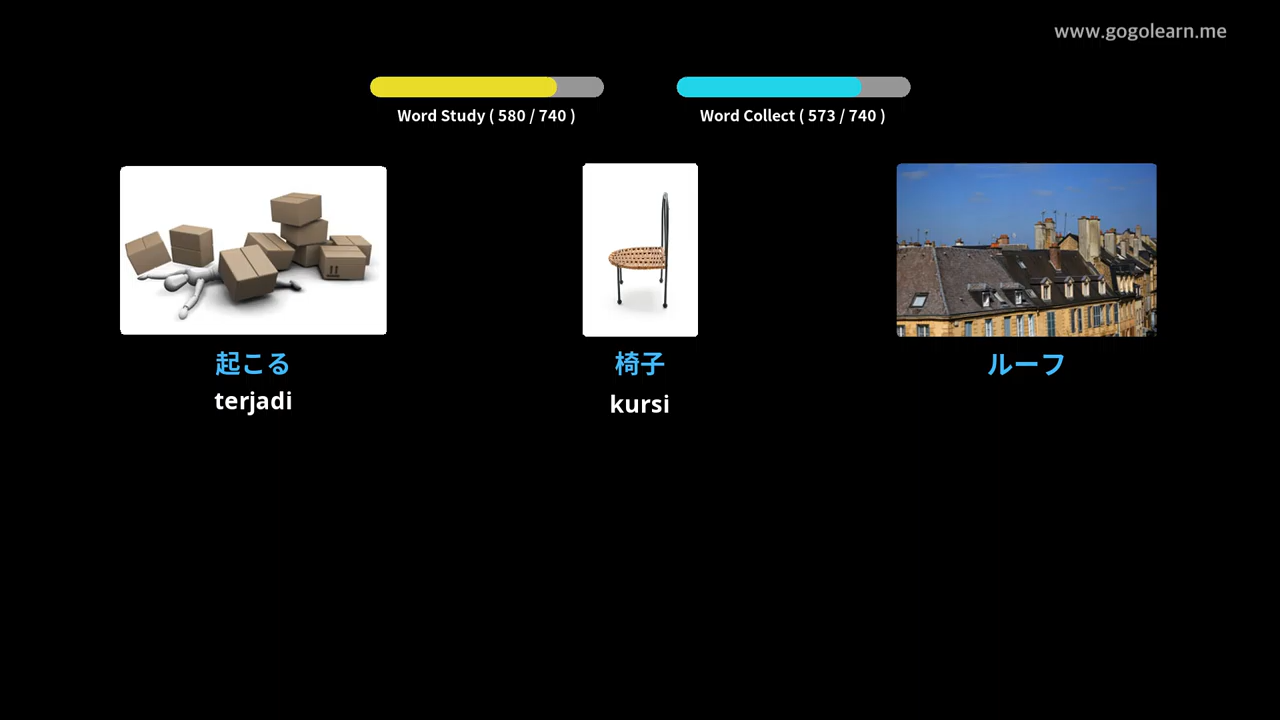 www.gogolearn.me
Word Study ( 580 / 740 )
Word Collect ( 573 / 740 )
起こる
terjadi
椅子
kursi
ルーフ